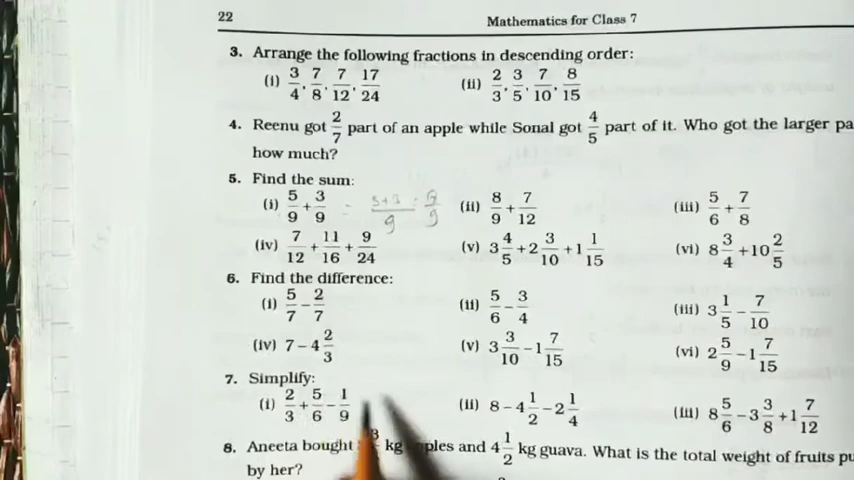 22 Mathematics for Class 7
3. Arrange the following fractions in descending order:
(i) 3/4, 7/8, 7/12, 17/24 (ii) 2/3, 3/5, 7/10, 8/15
4. Reenu got 2/7 part of an apple while Sonal got 4/5 part of it. Who got the larger
how much?
5. Find the sum:
(i) 5/9 + 3/9 (ii) 8/9 + 7/12 (iii) 5/6 + 7/8
(iv) 7/12 + 11/16 + 9/24 (v) 3 4/5 + 2 3/10 + 1 1/15 (vi) 8 3/4 + 10 2/5
6. Find the difference:
(i) 5/7 − 2/7 (ii) 5/6 − 3/4 (iii) 3 1/5 − 7/10
(iv) 7 − 4 2/3 (v) 3 3/10 − 1 7/15 (vi) 2 5/9 − 1 7/15
7. Simplify:
(i) 2/3 + 5/6 − 1/9 (ii) 8 − 4 1/2 − 2 1/4 (iii) 8 5/6 − 3 3/8 + 1 7/12
8. Aneeta bought kg and 4 1/2 kg guava. What is the total weight of fruits
by her?